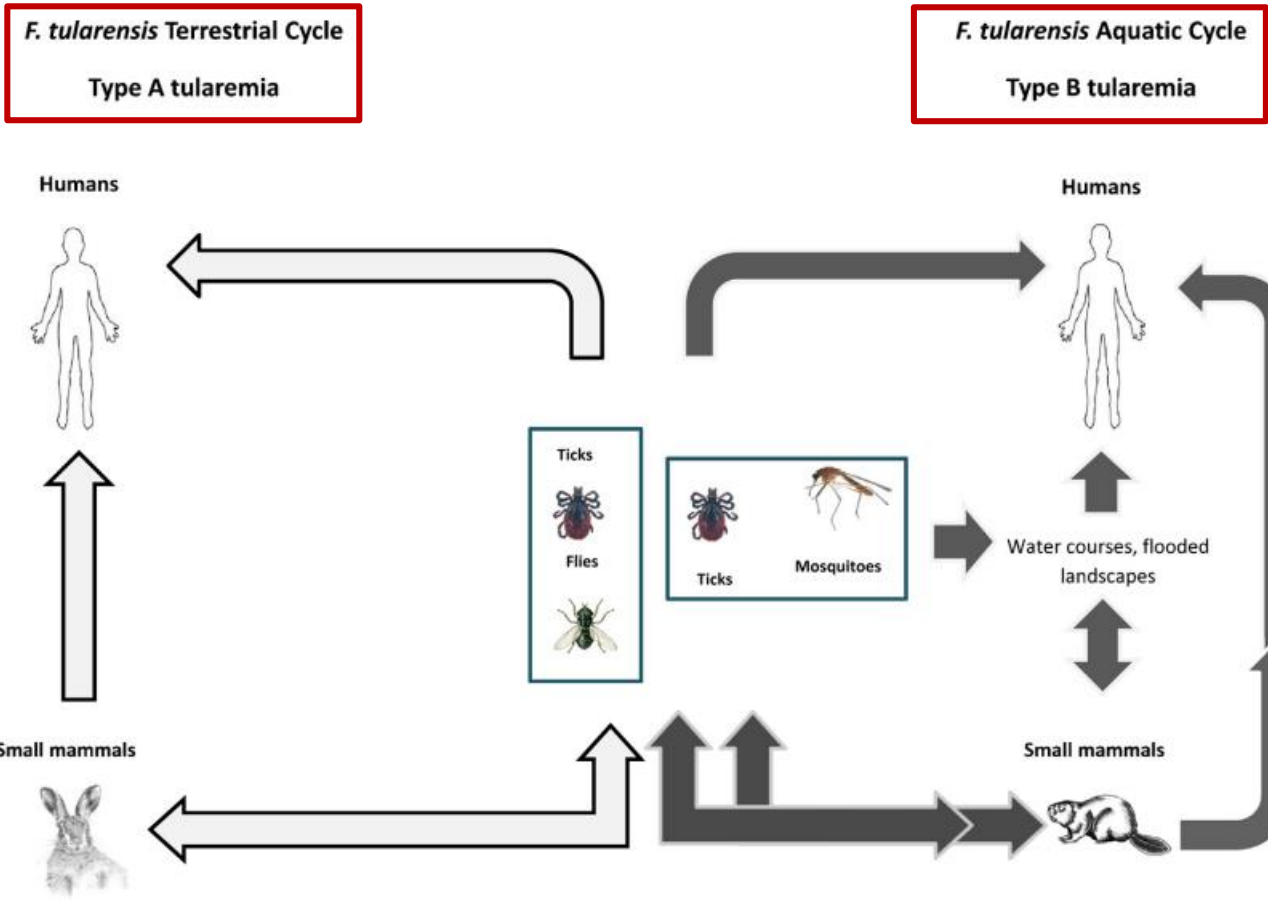 F. tularensis Terrestrial Cycle
Type A tularemia
F. tularensis Aquatic Cycle
Type B tularemia
Humans
Humans
Ticks
Flies
Ticks
Mosquitoes
Water courses, flooded
landscapes
Small mammals
Small mammals